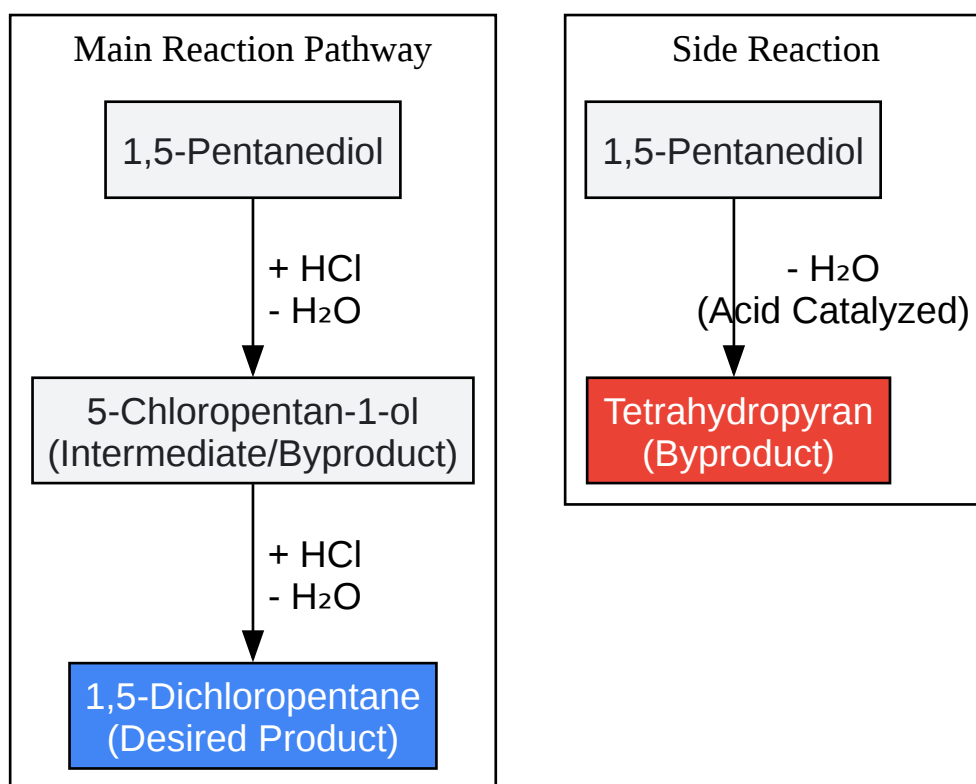 Main Reaction Pathway
1,5-Pentanediol
+ HCl
- H₂O
5-Chloropentan-1-ol
(Intermediate/Byproduct)
+ HCl
- H₂O
1,5-Dichloropentane
(Desired Product)
Side Reaction
1,5-Pentanediol
- H₂O
(Acid Catalyzed)
Tetrahydropyran
(Byproduct)